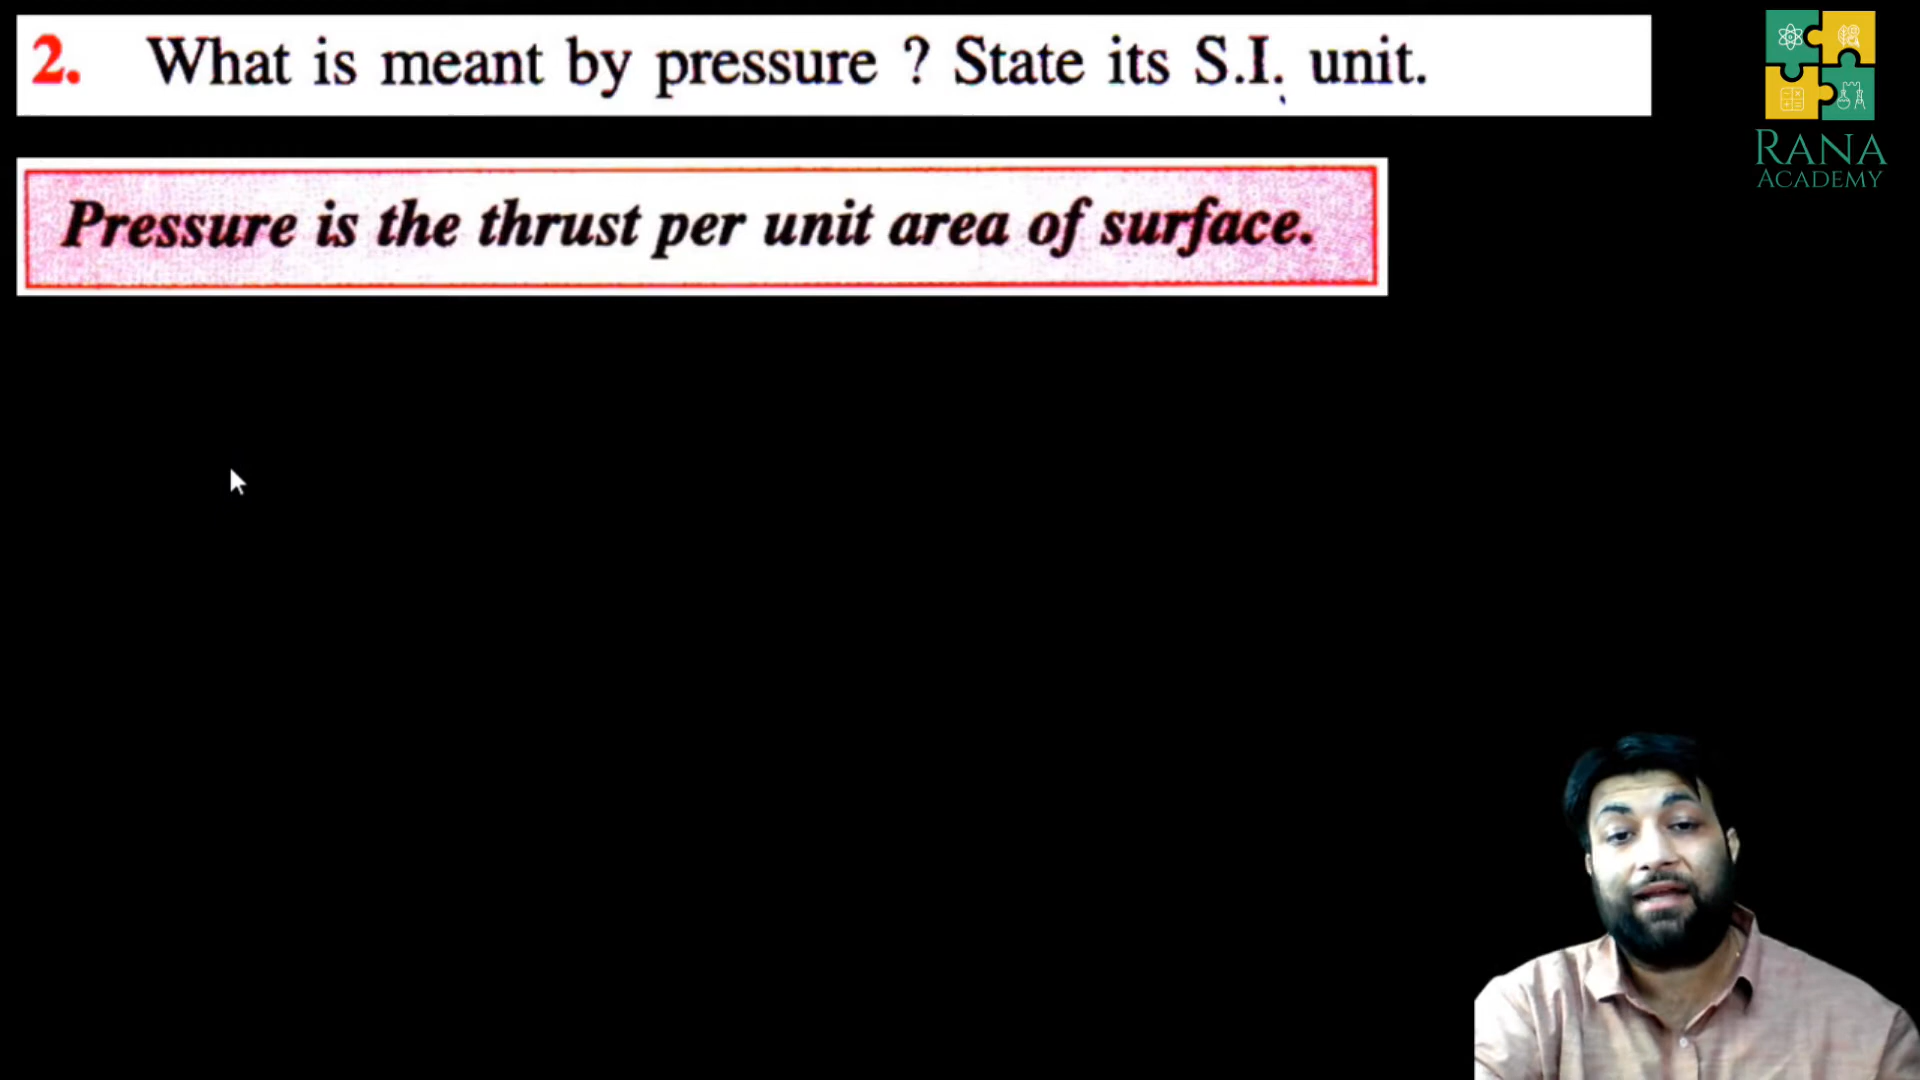 2. What is meant by pressure ? State its S.I. unit.
Pressure is the thrust per unit area of surface.
RANA
ACADEMY